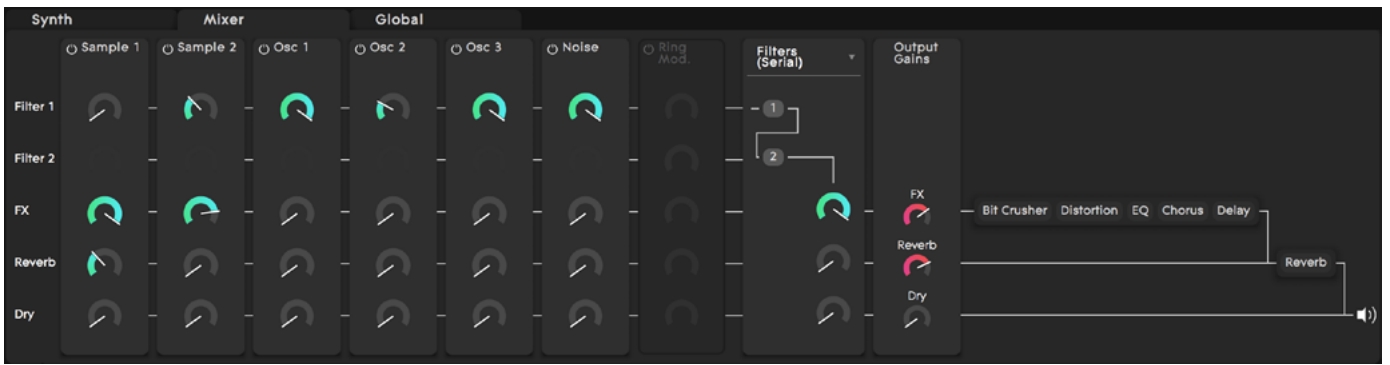 Synth Mixer Global
Sample 1 Sample 2 Osc 1 Osc 2 Osc 3 Noise Ring
Mod.
Filters
(Serial)
Output
Gains
Filter 1
1
Filter 2
2
FX
FX
Bit Crusher Distortion EQ Chorus Delay
Reverb
Reverb
Reverb
Dry
Dry